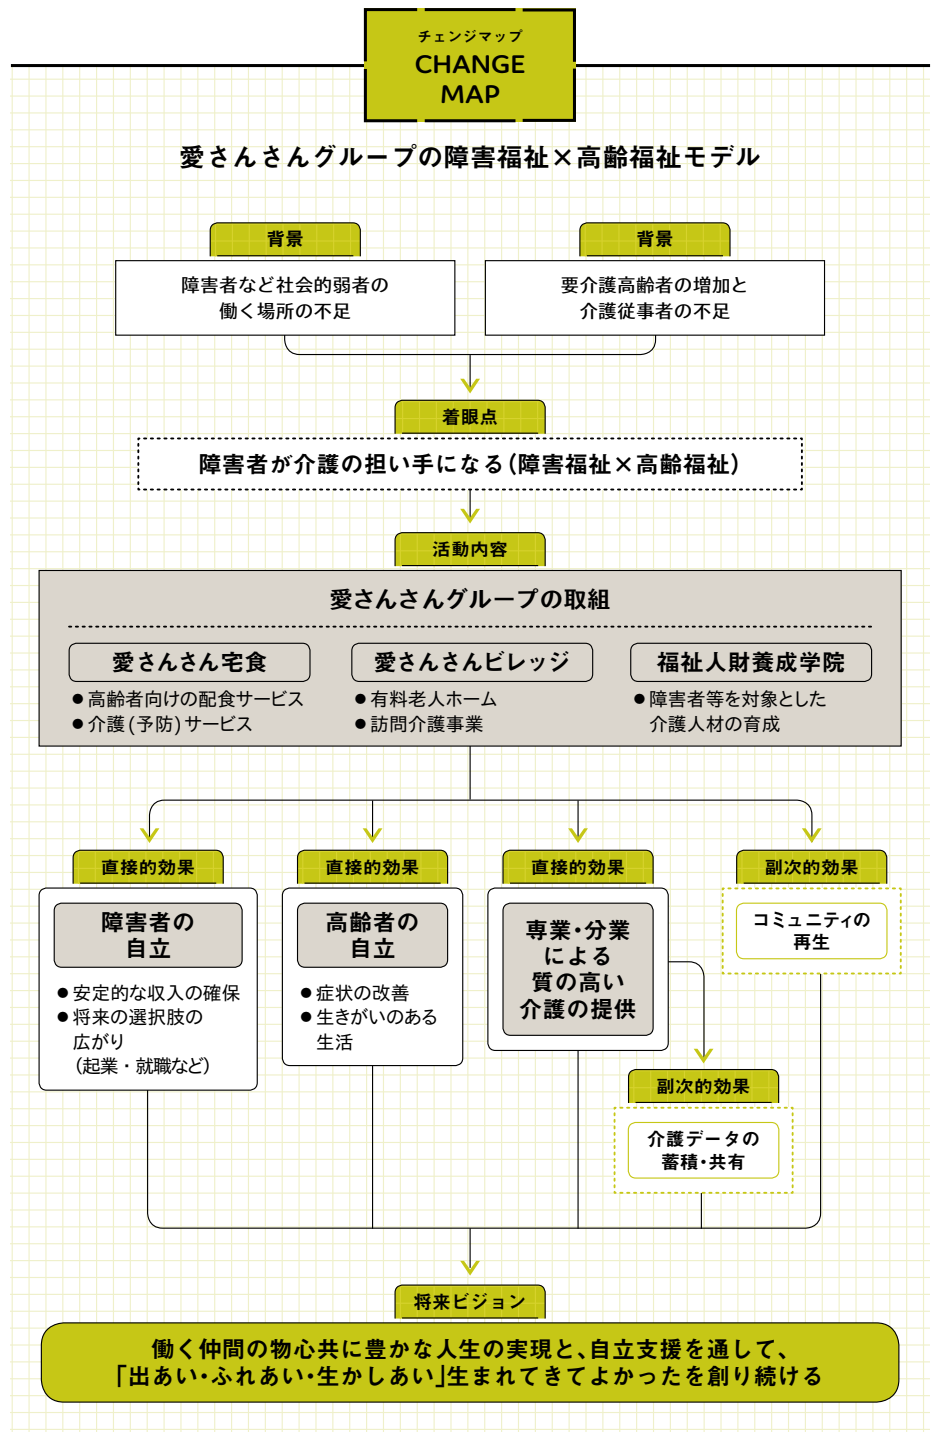 チェンジマップ
CHANGE
MAP
愛さんさんグループの障害福祉×高齢福祉モデル
背景
障害者など社会的弱者の
働く場所の不足
背景
要介護高齢者の増加と
介護従事者の不足
着眼点
障害者が介護の担い手になる(障害福祉×高齢福祉)
活動内容
愛さんさんグループの取組
愛さんさん宅食
●高齢者向けの配食サービス
●介護(予防)サービス
愛さんさんビレッジ
●有料老人ホーム
●訪問介護事業
福祉人財養成学院
●障害者等を対象とした
介護人材の育成
直接的効果
障害者の
自立
●安定的な収入の確保
●将来の選択肢の
広がり
(起業・就職など)
直接的効果
高齢者の
自立
●症状の改善
●生きがいのある
生活
直接的効果
専業・分業
による
質の高い
介護の提供
副次的効果
コミュニティの
再生
副次的効果
介護データの
蓄積・共有
将来ビジョン
働く仲間の物心共に豊かな人生の実現と、自立支援を通して、
「出あい・ふれあい・生かしあい」生まれてきてよかったを創り続ける